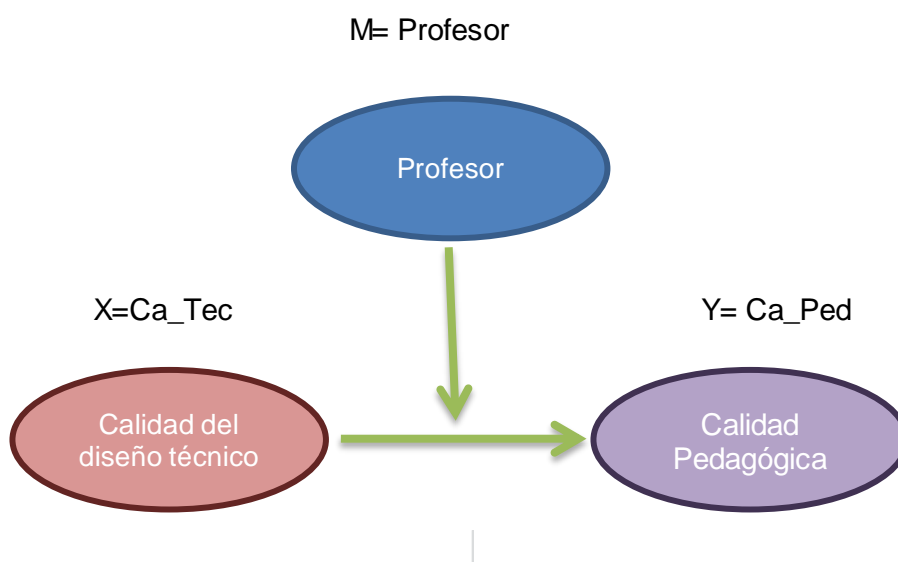 M= Profesor
Profesor
X=Ca_Tec
Y= Ca_Ped
Calidad del
diseño técnico
Calidad
Pedagógica